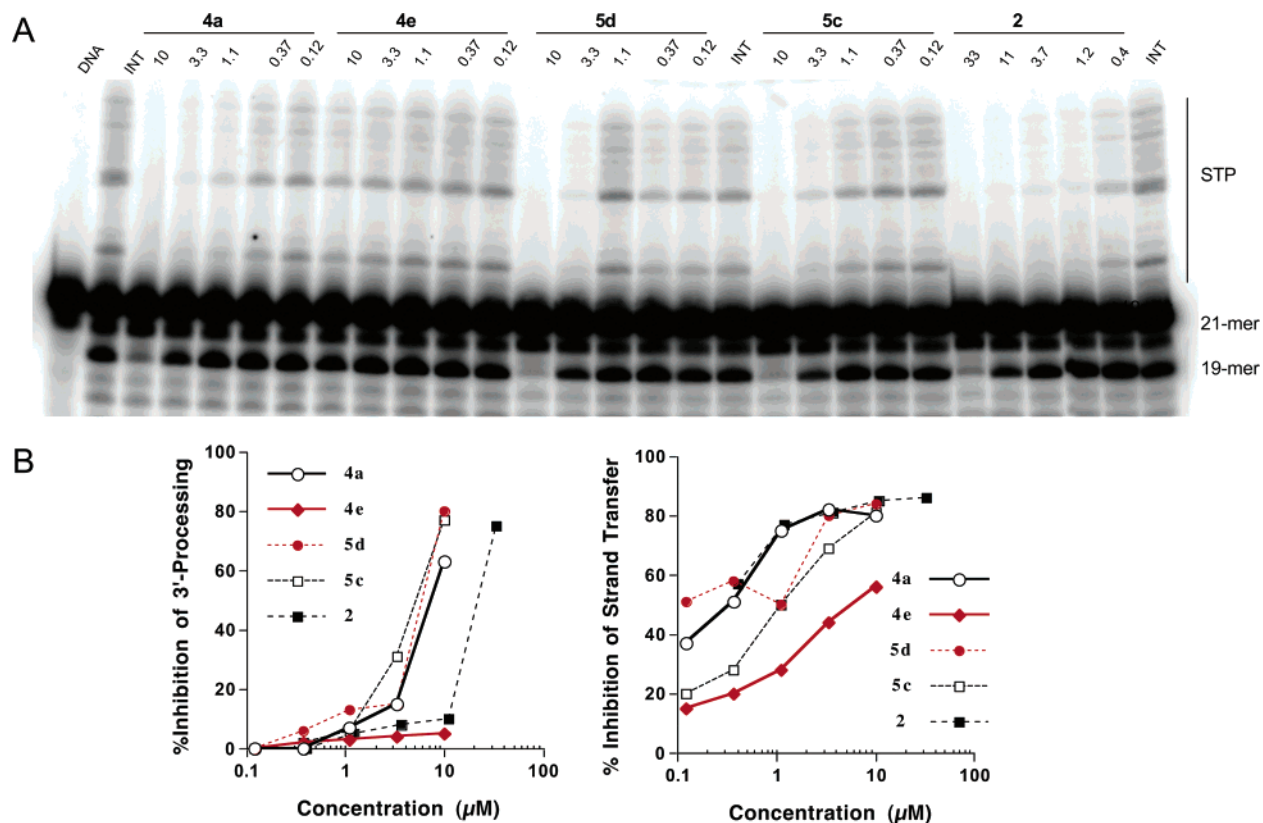 A
4a 4e 5d 5c 2
DNA INT 10 3.3 1.1 0.37 0.12 10 3.3 1.1 0.37 0.12 10 3.3 1.1 0.37 0.12 INT 10 3.3 1.1 0.37 0.12 33 11 3.7 1.2 0.4 INT
STP
21-mer
19-mer
B
%Inhibition of 3'-Processing
100
80
60
40
20
0
0.1 1 10 100
Concentration (µM)
4a
4e
5d
5c
2
% Inhibition of Strand Transfer
100
80
60
40
20
0
0.1 1 10 100
Concentration (µM)
4a
4e
5d
5c
2